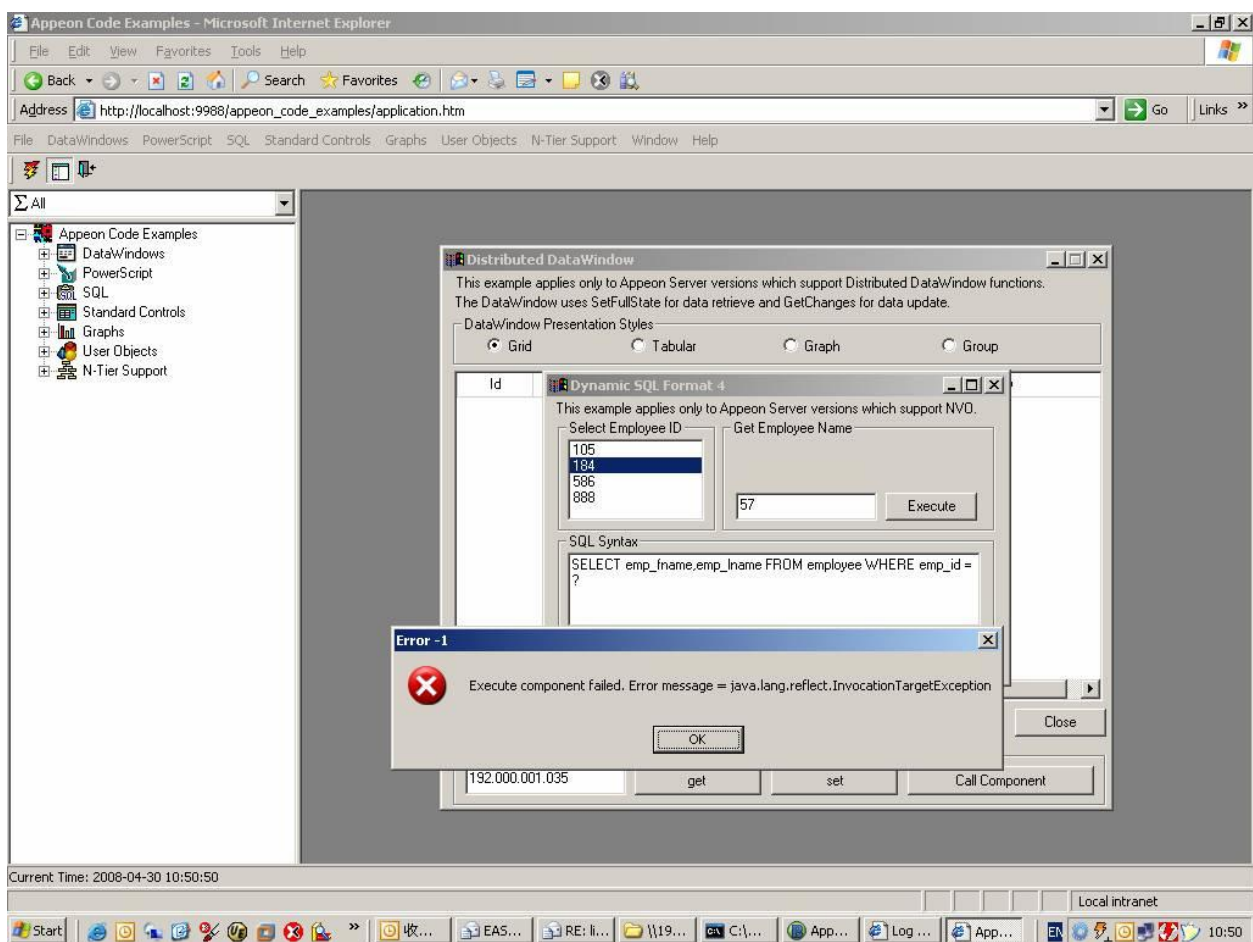 Appeon Code Examples - Microsoft Internet Explorer
File Edit View Favorites Tools Help
Back Search Favorites
Address http://localhost:9988/appeon_code_examples/application.htm Go Links »
File DataWindows PowerScript SQL Standard Controls Graphs User Objects N-Tier Support Window Help
Σ All
Appeon Code Examples
DataWindows
PowerScript
SQL
Standard Controls
Graphs
User Objects
N-Tier Support
Distributed DataWindow
This example applies only to Appeon Server versions which support Distributed DataWindow functions.
The DataWindow uses SetFullState for data retrieve and GetChanges for data update.
DataWindow Presentation Styles
Grid Tabular Graph Group
Id
Dynamic SQL Format 4
This example applies only to Appeon Server versions which support NVO.
Select Employee ID
105
184
586
888
Get Employee Name
57 Execute
SQL Syntax
SELECT emp_fname,emp_lname FROM employee WHERE emp_id =
?
Error -1
Execute component failed. Error message = java.lang.reflect.InvocationTargetException
OK
Close
192.000.001.035 get set Call Component
Current Time: 2008-04-30 10:50:50
Local intranet
Start » 收... EAS... RE: li... \\19... C:\... App... Log ... App... EN 10:50